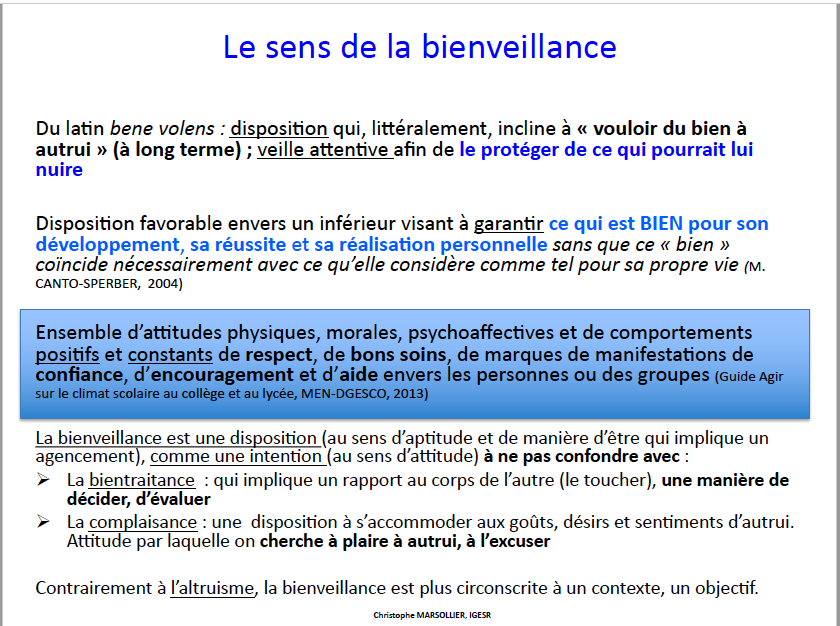 Le sens de la bienveillance
Du latin bene volens : disposition qui, littéralement, incline à « vouloir du bien à
autrui » (à long terme) ; veille attentive afin de le protéger de ce qui pourrait lui
nuire
Disposition favorable envers un inférieur visant à garantir ce qui est BIEN pour son
développement, sa réussite et sa réalisation personnelle sans que ce « bien »
coïncide nécessairement avec ce qu’elle considère comme tel pour sa propre vie (M.
CANTO-SPERBER, 2004)
Ensemble d’attitudes physiques, morales, psychoaffectives et de comportements
positifs et constants de respect, de bons soins, de marques de manifestations de
confiance, d’encouragement et d’aide envers les personnes ou des groupes (Guide Agir
sur le climat scolaire au collège et au lycée, MEN-DGESCO, 2013)
La bienveillance est une disposition (au sens d’aptitude et de manière d’être qui implique un
agencement), comme une intention (au sens d’attitude) à ne pas confondre avec :
➢ La bientraitance : qui implique un rapport au corps de l’autre (le toucher), une manière de
décider, d’évaluer
➢ La complaisance : une disposition à s’accommoder aux goûts, désirs et sentiments d’autrui.
Attitude par laquelle on cherche à plaire à autrui, à l’excuser
Contrairement à l’altruisme, la bienveillance est plus circonscrite à un contexte, un objectif.
Christophe MARSOLLIER, IGESR